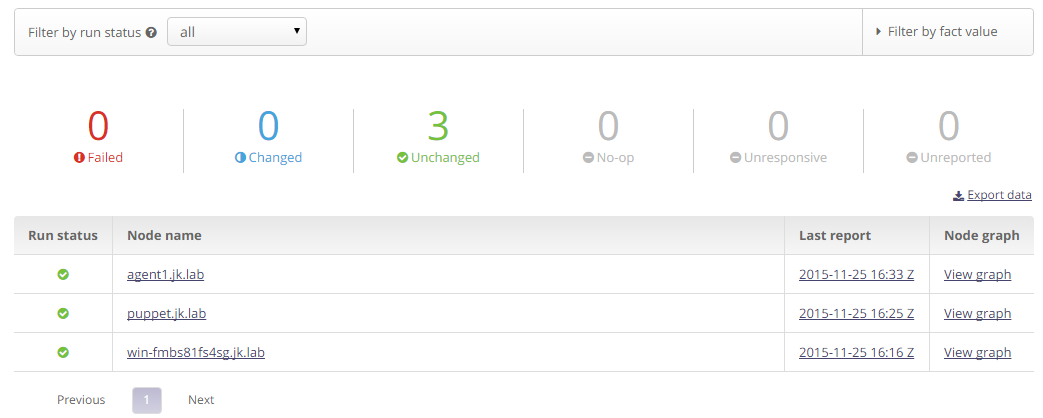 Filter by run status all Filter by fact value
0 0 3 0 0 0
Failed Changed Unchanged No-op Unresponsive Unreported
Export data
Run status Node name Last report Node graph
agent1.jk.lab 2015-11-25 16:33 Z View graph
puppet.jk.lab 2015-11-25 16:25 Z View graph
win-fmbs81fs4sg.jk.lab 2015-11-25 16:16 Z View graph
Previous 1 Next